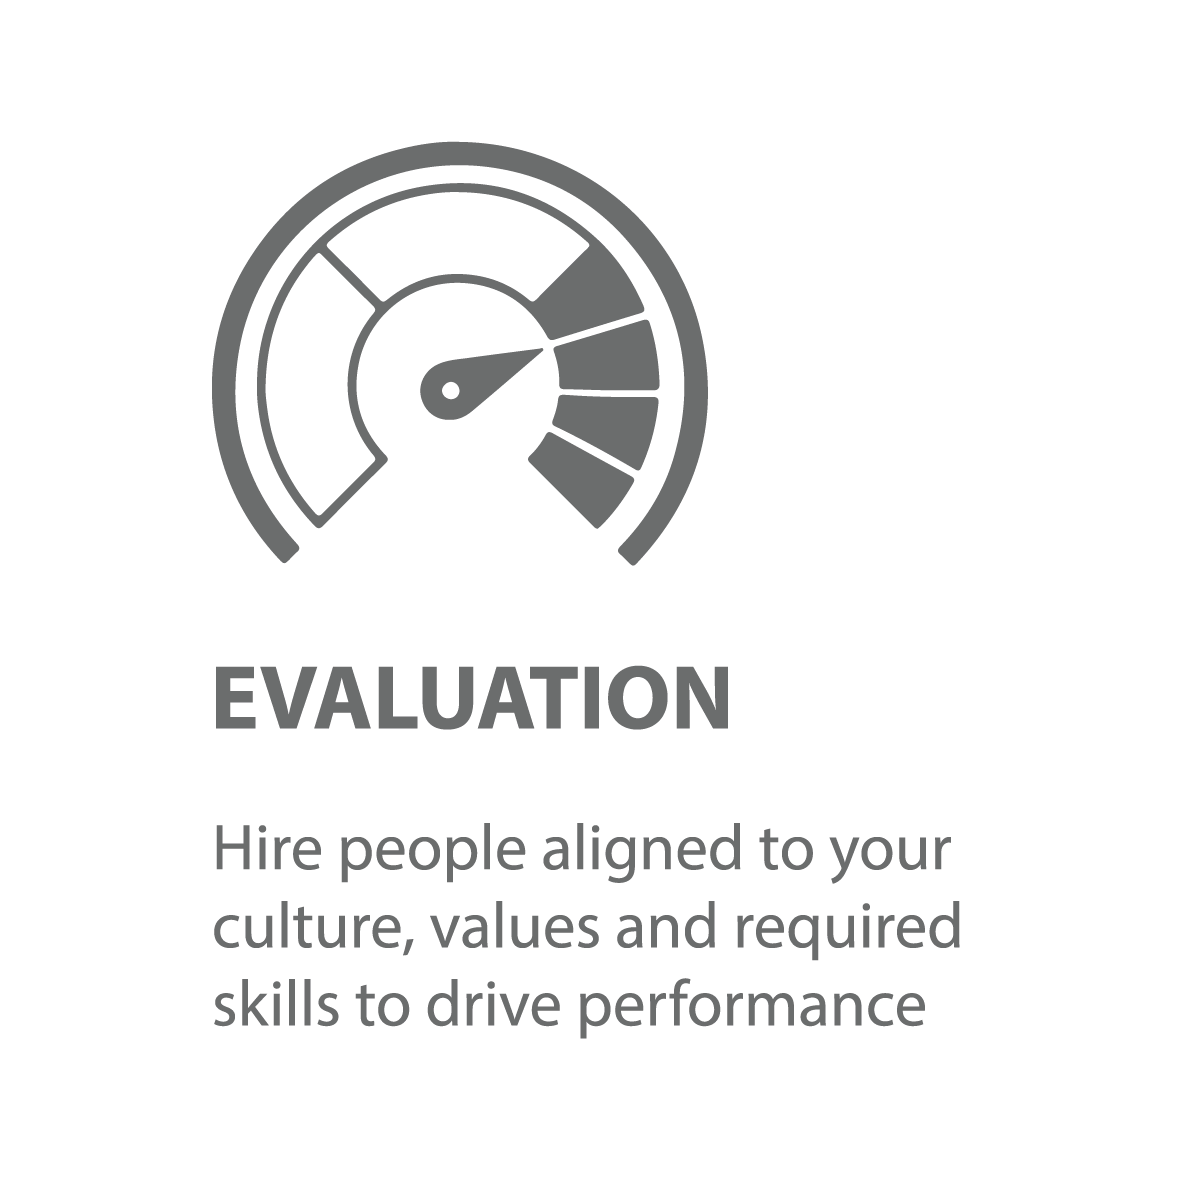 EVALUATION
Hire people aligned to your
culture, values and required
skills to drive performance